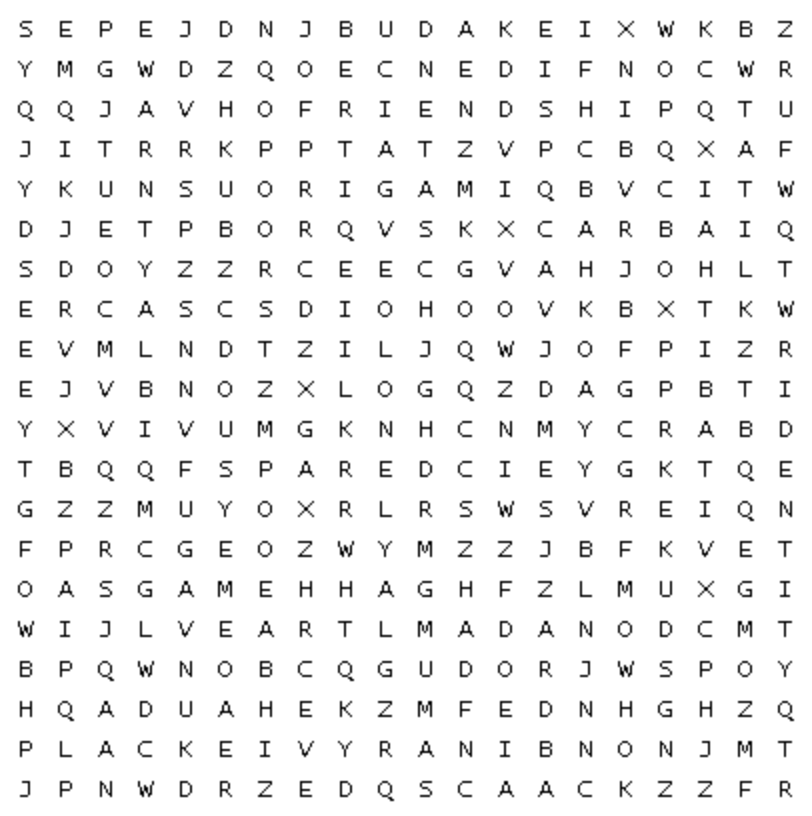 S E P E J D N J B U D A K E I X W K B Z
Y M G W D Z Q O E C N E D I F N O C W R
Q Q J A V H O F R I E N D S H I P Q T U
J I T R R K P P T A T Z V P C B Q X A F
Y K U N S U O R I G A M I Q B V C I T W
D J E T P B O R Q V S K X C A R B A I Q
S D O Y Z Z R C E E C G V A H J O H L T
E R C A S C S D I O H O O V K B X T K W
E V M L N D T Z I L J Q W J O F P I Z R
E J V B N O Z X L O G Q Z D A G P B T I
Y X V I V U M G K N H C N M Y C R A B D
T B Q Q F S P A R E D C I E Y G K T Q E
G Z Z M U Y O X R L R S W S V R E I Q N
F P R C G E O Z W Y M Z Z J B F K V E T
O A S G A M E H H A G H F Z L M U X G I
W I J L V E A R T L M A D A N O D C M T
B P Q W N O B C Q G U D O R J W S P O Y
H Q A D U A H E K Z M F E D N H G H Z Q
P L A C K E I V Y R A N I B N O N J M T
J P N W D R Z E D Q S C A A C K Z Z F R